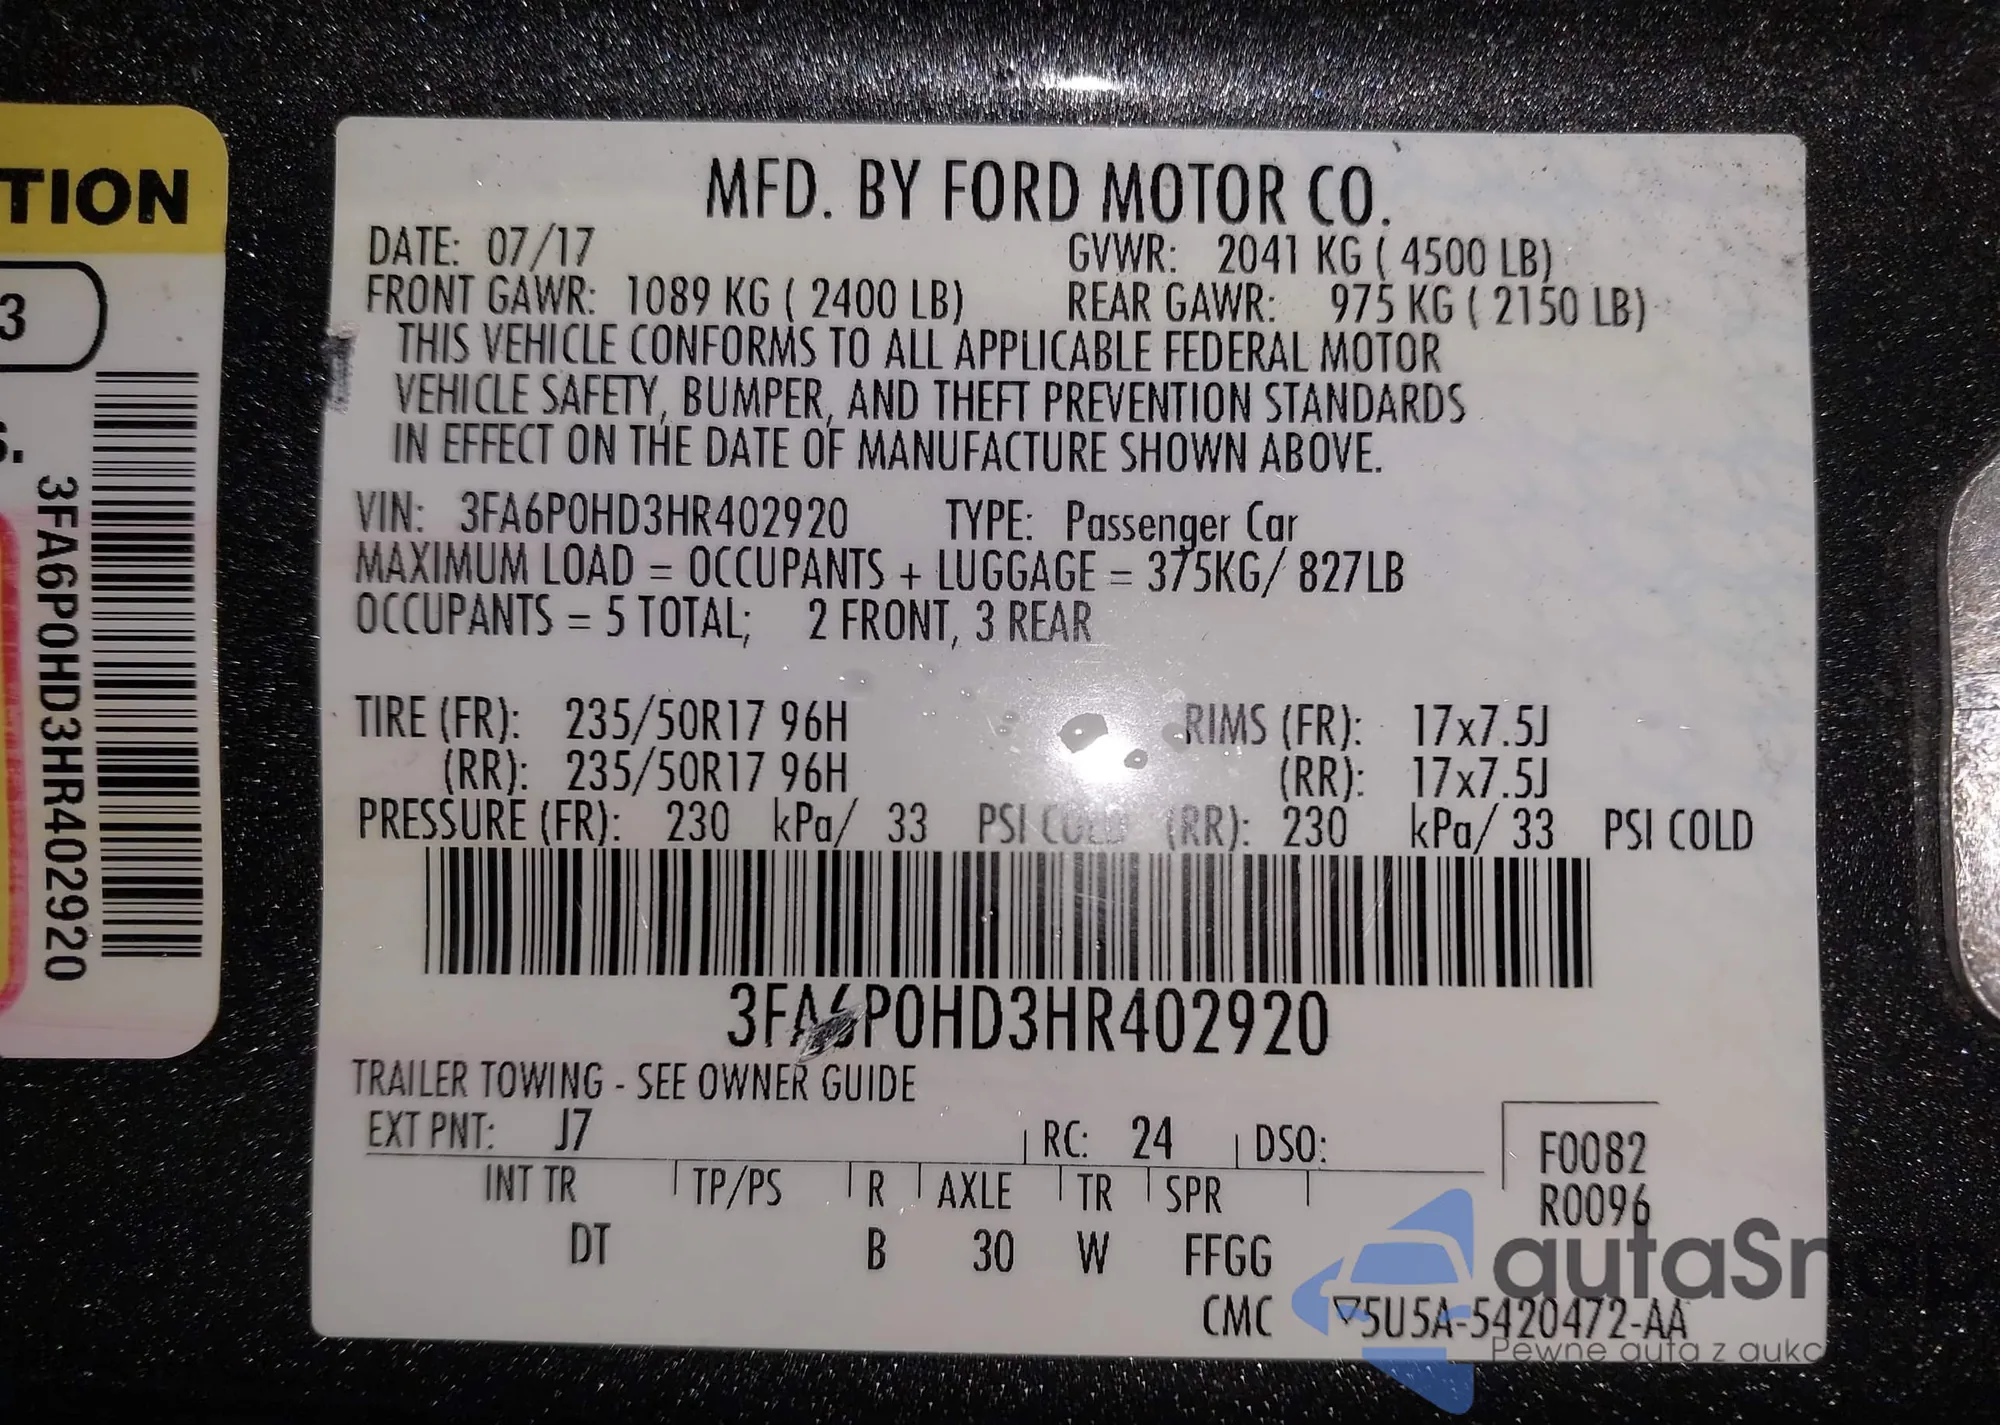 TION
3
S.
3FA6P0HD3HR402920
MFD. BY FORD MOTOR CO.
DATE: 07/17 GVWR: 2041 KG ( 4500 LB)
FRONT GAWR: 1089 KG ( 2400 LB) REAR GAWR: 975 KG ( 2150 LB)
THIS VEHICLE CONFORMS TO ALL APPLICABLE FEDERAL MOTOR
VEHICLE SAFETY, BUMPER, AND THEFT PREVENTION STANDARDS
IN EFFECT ON THE DATE OF MANUFACTURE SHOWN ABOVE.
VIN: 3FA6P0HD3HR402920 TYPE: Passenger Car
MAXIMUM LOAD = OCCUPANTS + LUGGAGE = 375KG/ 827LB
OCCUPANTS = 5 TOTAL; 2 FRONT, 3 REAR
TIRE (FR): 235/50R17 96H RIMS (FR): 17x7.5J
(RR): 235/50R17 96H (RR): 17x7.5J
PRESSURE (FR): 230 kPa/ 33 PSI COLD (RR): 230 kPa/ 33 PSI COLD
3FA6P0HD3HR402920
TRAILER TOWING - SEE OWNER GUIDE
EXT PNT: J7 RC: 24 DSO:
F0082
INT TR TP/PS R AXLE TR SPR
R0096
DT B 30 W FFGG
autaSn
CMC ▽5U5A-5420472-AA
Pewne auta z aukc